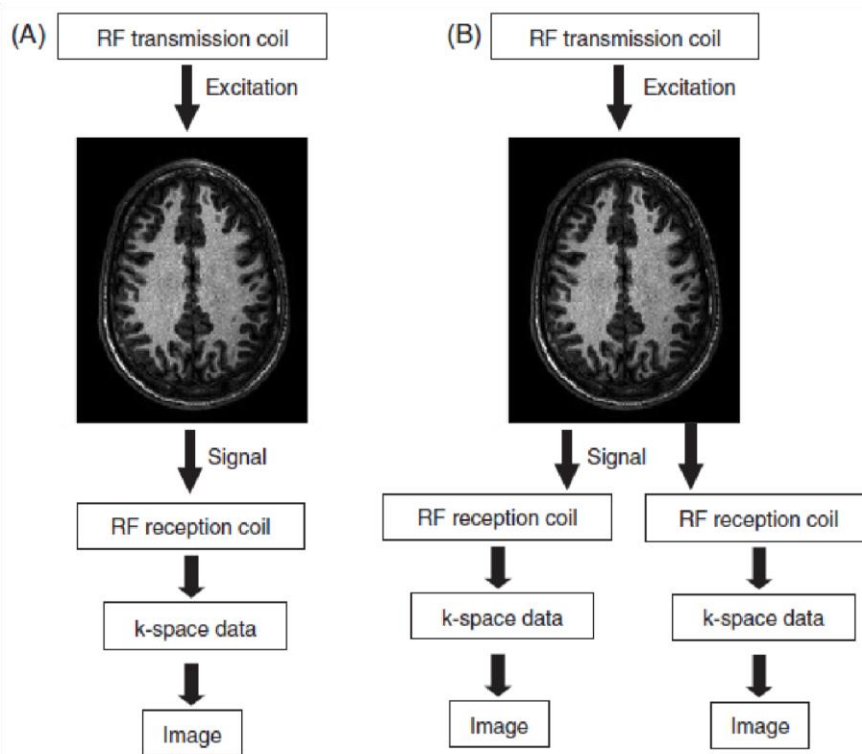 (A)
RF transmission coil
Excitation
Signal
RF reception coil
k-space data
Image
(B)
RF transmission coil
Excitation
Signal
RF reception coil
RF reception coil
k-space data
k-space data
Image
Image